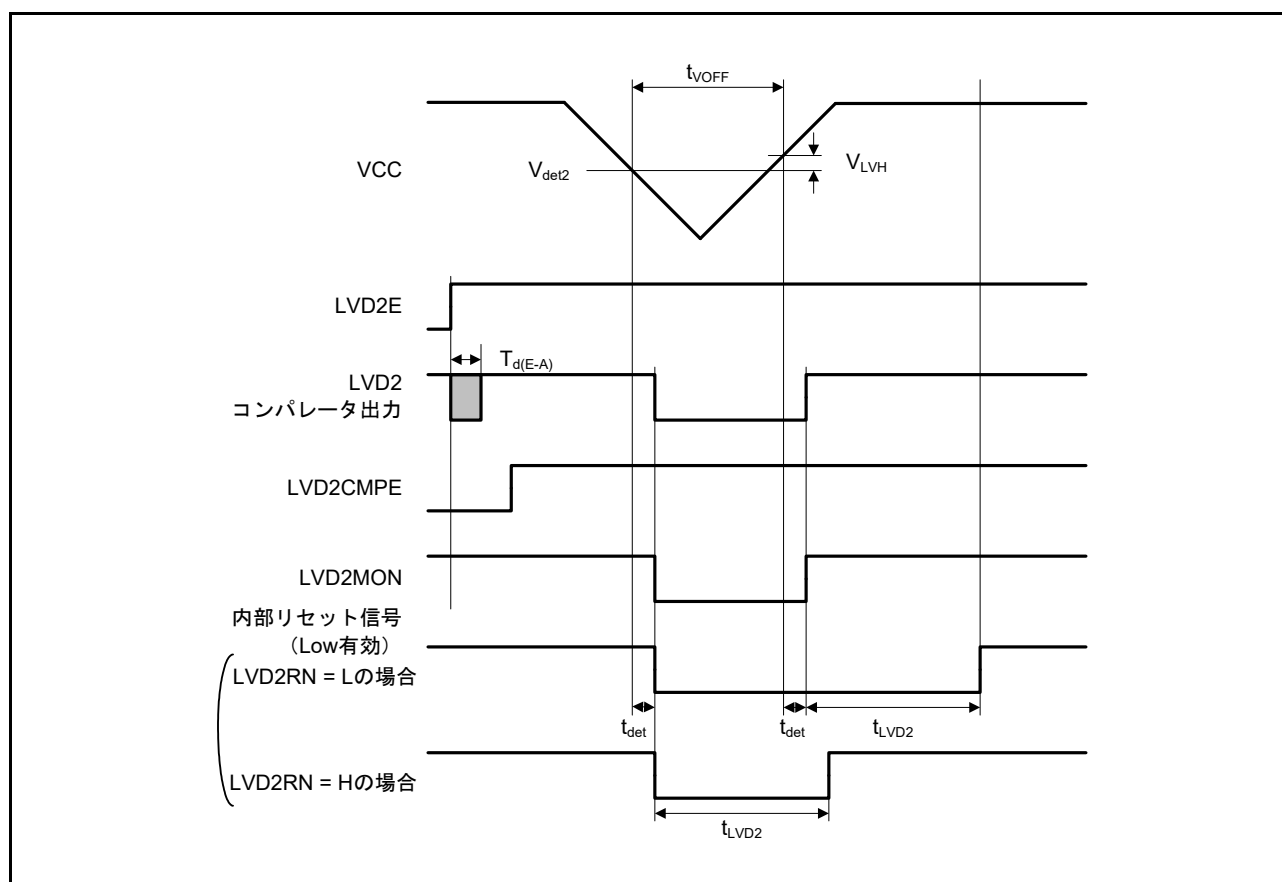 tVOFF
VCC
Vdet2
VLVH
LVD2E
Td(E-A)
LVD2
コンパレータ出力
LVD2CMPE
LVD2MON
内部リセット信号
（Low有効）
LVD2RN = Lの場合
tdet
tdet
tLVD2
LVD2RN = Hの場合
tLVD2